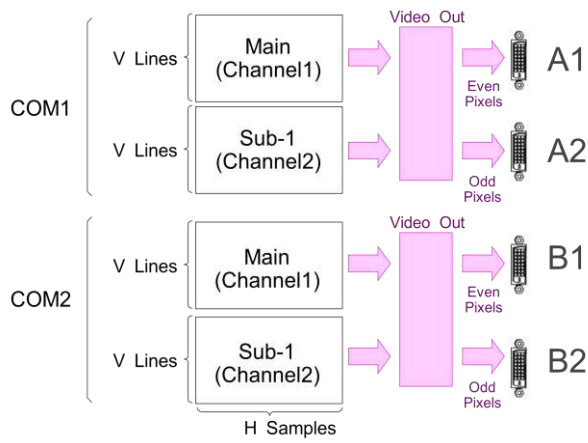 Video Out
Main
(Channel1)
V Lines
A1
Even
Pixels
COM1
Sub-1
(Channel2)
V Lines
A2
Odd
Pixels
Video Out
Main
(Channel1)
V Lines
B1
Even
Pixels
COM2
Sub-1
(Channel2)
V Lines
B2
Odd
Pixels
H Samples